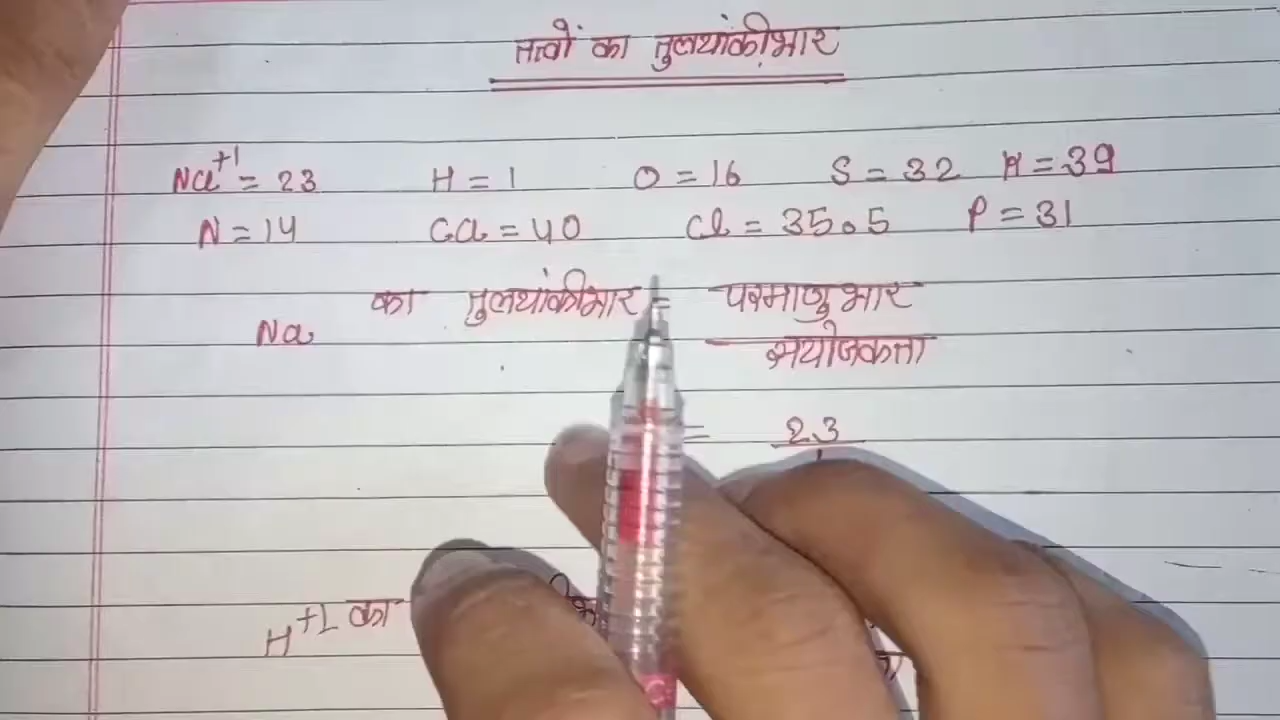 तत्वों का तुल्यांकीभार
Na⁺¹ = 23 H = 1 O = 16 S = 32 = 39
N = 14 Ca = 40 Cl = 35.5 P = 31
Na का तुल्यांकीभार = परमाणु भार
संयोजकता
= 23
1
H⁺¹ का